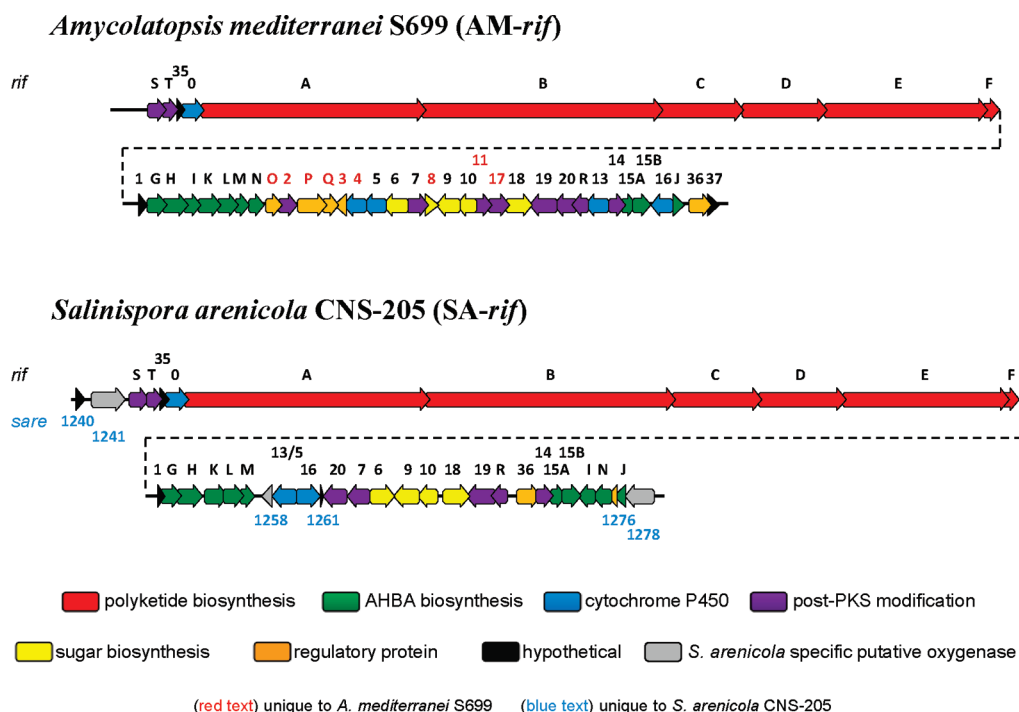 Amycolatopsis mediterranei S699 (AM-rif)
35
rif S T 0 A B C D E F
11 14 15B
1 G H I K L M N O 2 P Q 3 4 5 6 7 8 9 10 17 18 19 20 R 13 15A 16 J 36 37
Salinispora arenicola CNS-205 (SA-rif)
35
rif S T 0 A B C D E F
sare 1240
1241
13/5 14 15B
1 G H K L M 16 20 7 6 9 10 18 19 R 36 15A I N J
1258 1261 1276
1278
polyketide biosynthesis AHBA biosynthesis cytochrome P450 post-PKS modification
sugar biosynthesis regulatory protein hypothetical S. arenicola specific putative oxygenase
(red text) unique to A. mediterranei S699 (blue text) unique to S. arenicola CNS-205